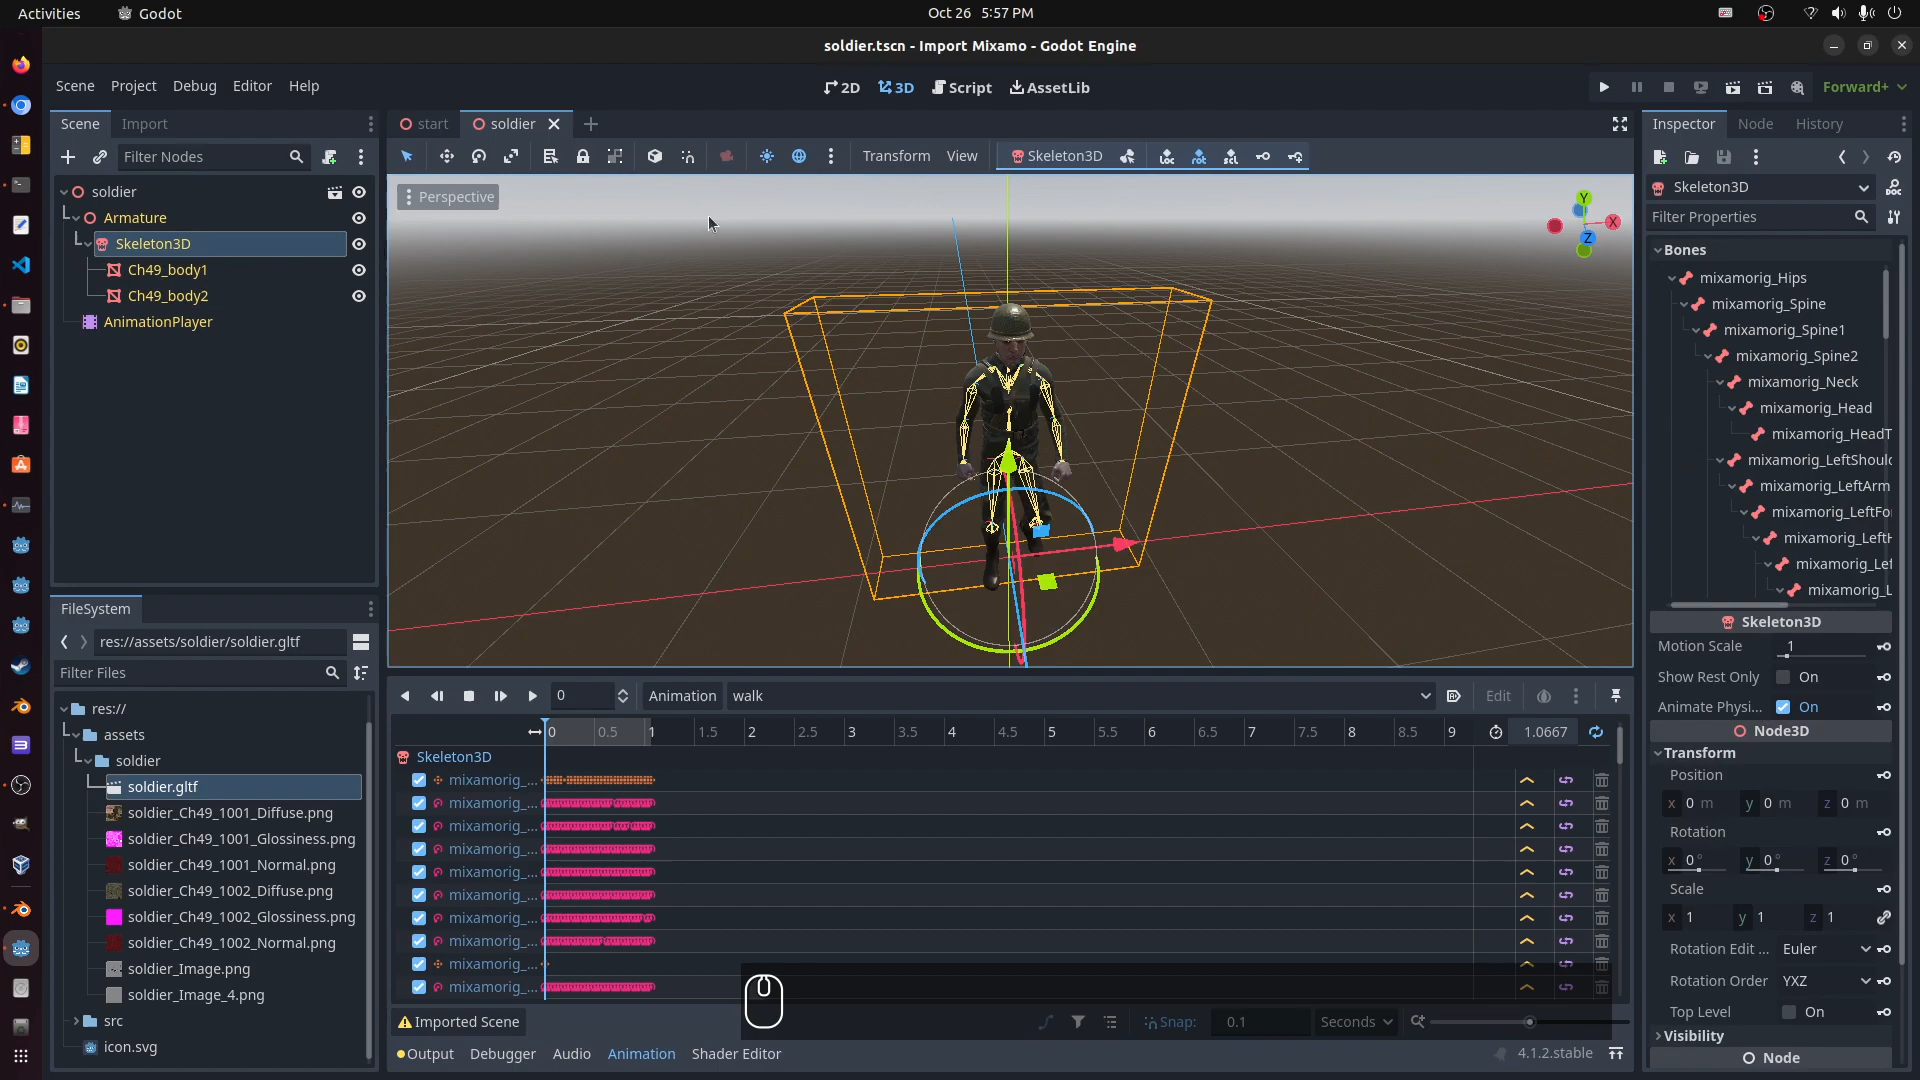 Activities
Godot
Oct 26 5:57 PM
soldier.tscn - Import Mixamo - Godot Engine
Scene Project Debug Editor Help
2D 3D Script AssetLib
Forward+
Scene Import
start soldier
Inspector Node History
Filter Nodes
Transform View Skeleton3D
Perspective
soldier
Armature
Skeleton3D
Ch49_body1
Ch49_body2
AnimationPlayer
Y
X
Z
Skeleton3D
Filter Properties
Bones
mixamorig_Hips
mixamorig_Spine
mixamorig_Spine1
mixamorig_Spine2
mixamorig_Neck
mixamorig_Head
mixamorig_HeadT
mixamorig_LeftShould
mixamorig_LeftArm
mixamorig_LeftFo
mixamorig_LeftH
mixamorig_Lef
mixamorig_L
Skeleton3D
Motion Scale 1
Show Rest Only On
Animate Physi... On
Node3D
Transform
Position
x 0 m y 0 m z 0 m
Rotation
x 0 ° y 0 ° z 0 °
Scale
x 1 y 1 z 1
Rotation Edit ... Euler
Rotation Order YXZ
Top Level On
Visibility
Node
FileSystem
res://assets/soldier/soldier.gltf
Filter Files
res://
assets
soldier
soldier.gltf
soldier_Ch49_1001_Diffuse.png
soldier_Ch49_1001_Glossiness.png
soldier_Ch49_1001_Normal.png
soldier_Ch49_1002_Diffuse.png
soldier_Ch49_1002_Glossiness.png
soldier_Ch49_1002_Normal.png
soldier_Image.png
soldier_Image_4.png
src
icon.svg
0 Animation walk Edit
0 0.5 1 1.5 2 2.5 3 3.5 4 4.5 5 5.5 6 6.5 7 7.5 8 8.5 9 1.0667
Skeleton3D
mixamorig_...
mixamorig_...
mixamorig_...
mixamorig_...
mixamorig_...
mixamorig_...
mixamorig_...
mixamorig_...
mixamorig_...
mixamorig_...
Imported Scene
Snap: 0.1 Seconds
Output Debugger Audio Animation Shader Editor
4.1.2.stable